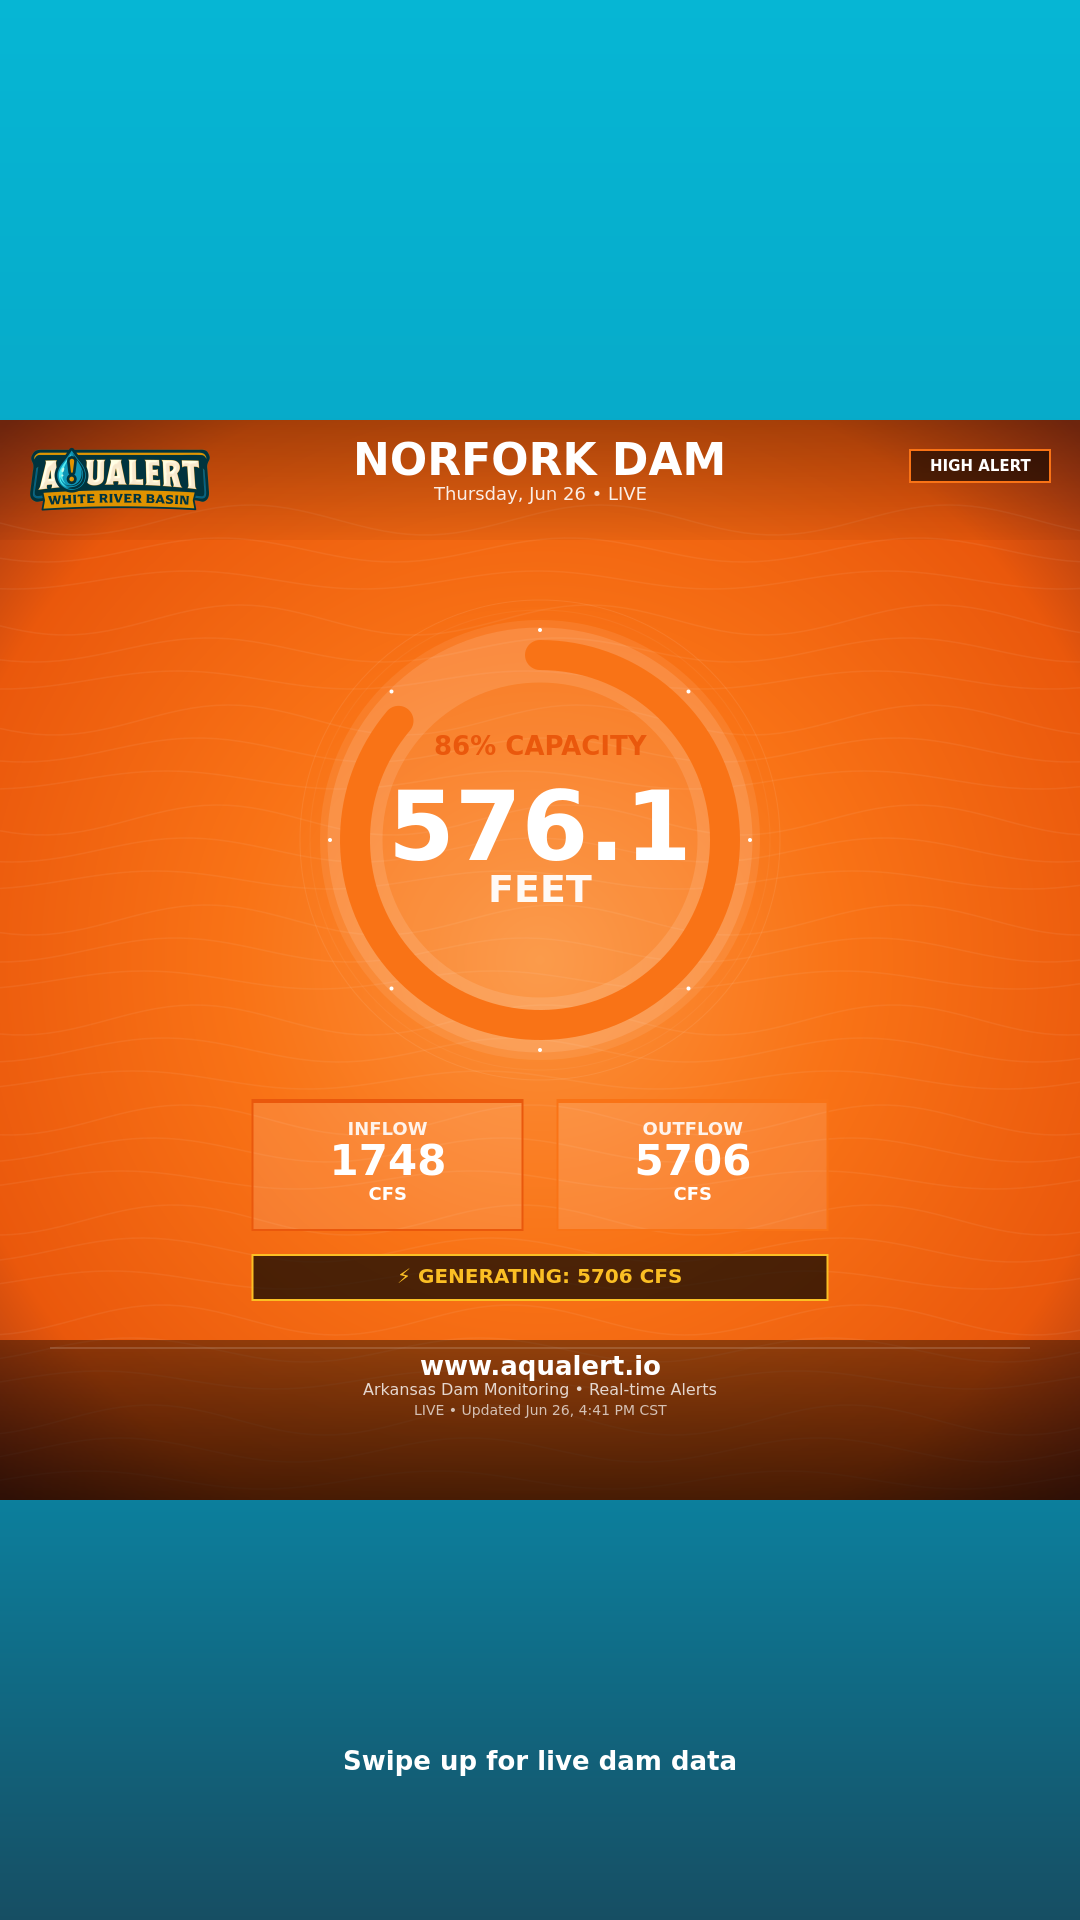 AQUALERT
WHITE RIVER BASIN
NORFORK DAM
Thursday, Jun 26 • LIVE
HIGH ALERT
86% CAPACITY
576.1
FEET
INFLOW
1748
CFS
OUTFLOW
5706
CFS
⚡ GENERATING: 5706 CFS
www.aqualert.io
Arkansas Dam Monitoring • Real-time Alerts
LIVE • Updated Jun 26, 4:41 PM CST
Swipe up for live dam data